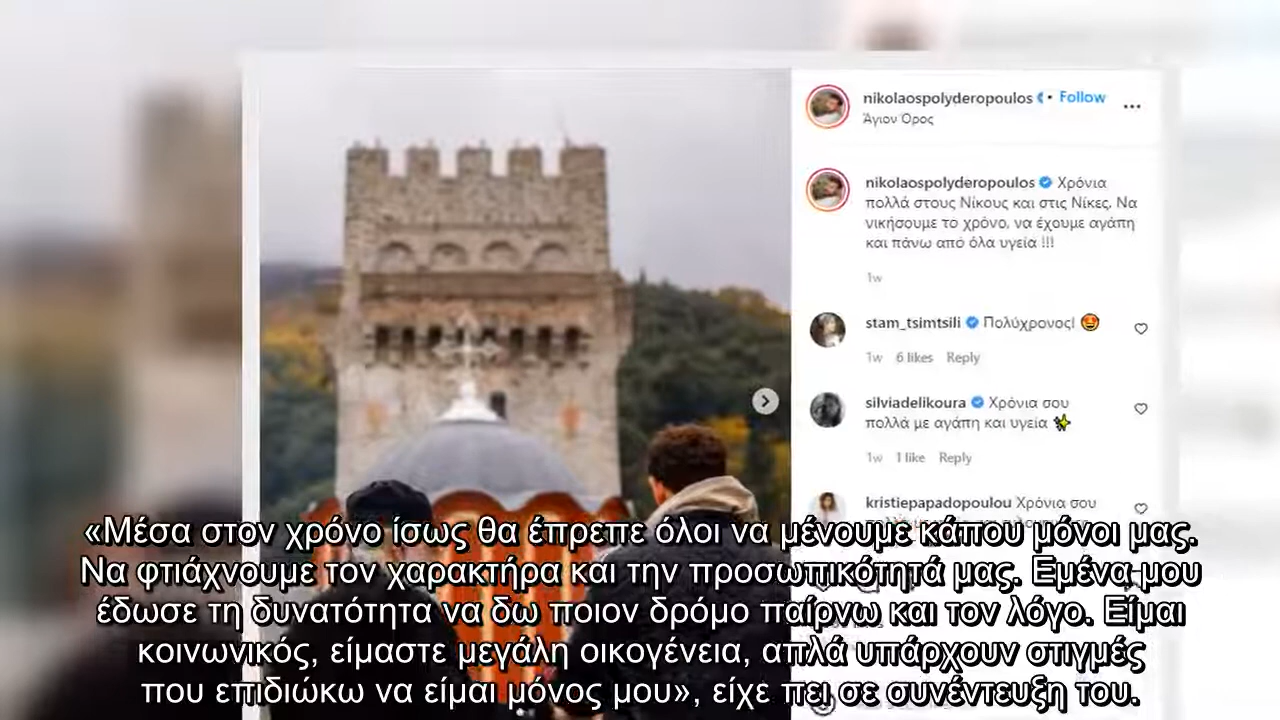 nikolaospolyderopoulos • Follow
Άγιον Όρος
nikolaospolyderopoulos Χρόνια
πολλά στους Νίκους και στις Νίκες. Να
νικήσουμε το χρόνο, να έχουμε αγάπη
και πάνω από όλα υγεία !!!
1w
stam_tsimtsili Πολύχρονος! 🤩
1w 6 likes Reply
silviadelikoura Χρόνια σου
πολλά με αγάπη και υγεία ✨
1w 1 like Reply
kristiepapadopoulou Χρόνια σου
«Μέσα στον χρόνο ίσως θα έπρεπε όλοι να μένουμε κάπου μόνοι μας.
Να φτιάχνουμε τον χαρακτήρα και την προσωπικότητά μας. Εμένα μου
έδωσε τη δυνατότητα να δω ποιον δρόμο παίρνω και τον λόγο. Είμαι
κοινωνικός, είμαστε μεγάλη οικογένεια, απλά υπάρχουν στιγμές
που επιδιώκω να είμαι μόνος μου», είχε πει σε συνέντευξη του.